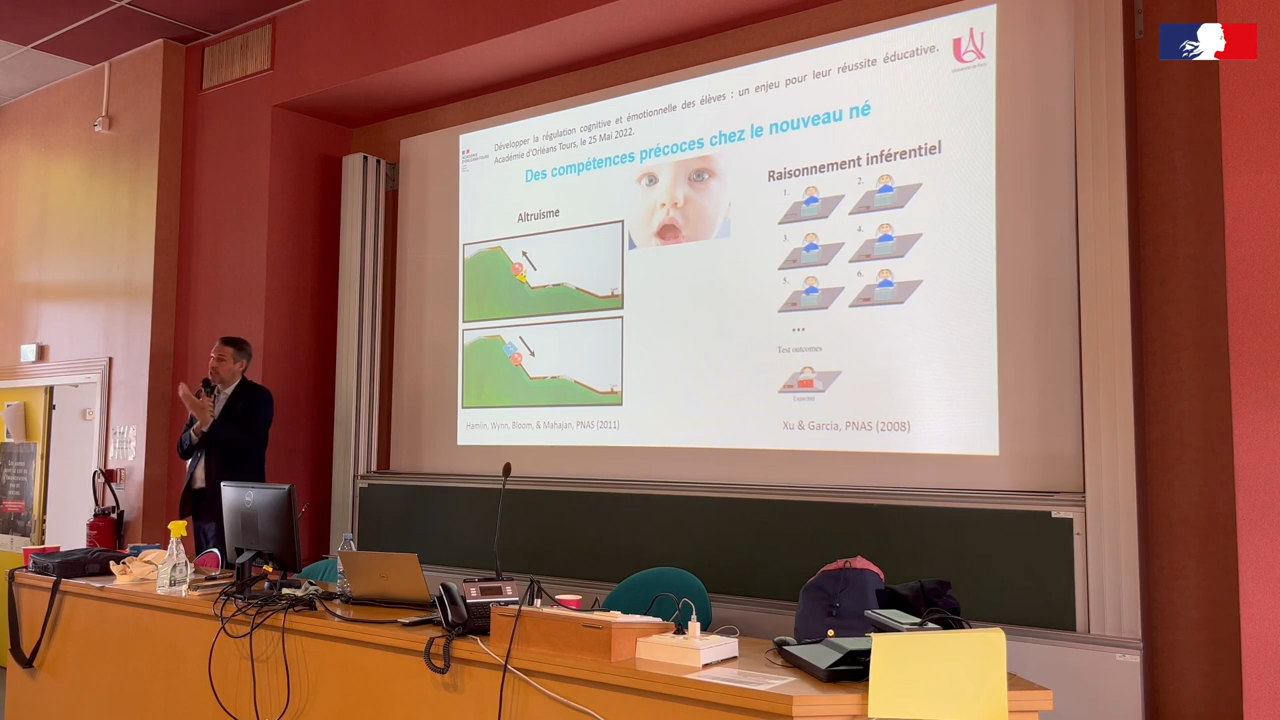 Développer la régulation cognitive et émotionnelle des élèves : un enjeu pour leur réussite éducative.
Académie d'Orléans Tours, le 25 Mai 2022.
Des compétences précoces chez le nouveau né
Altruisme
Raisonnement inférentiel
1.
2.
3.
4.
5.
6.
...
Test outcomes
Expected
Hamlin, Wynn, Bloom, & Mahajan, PNAS (2011)
Xu & Garcia, PNAS (2008)